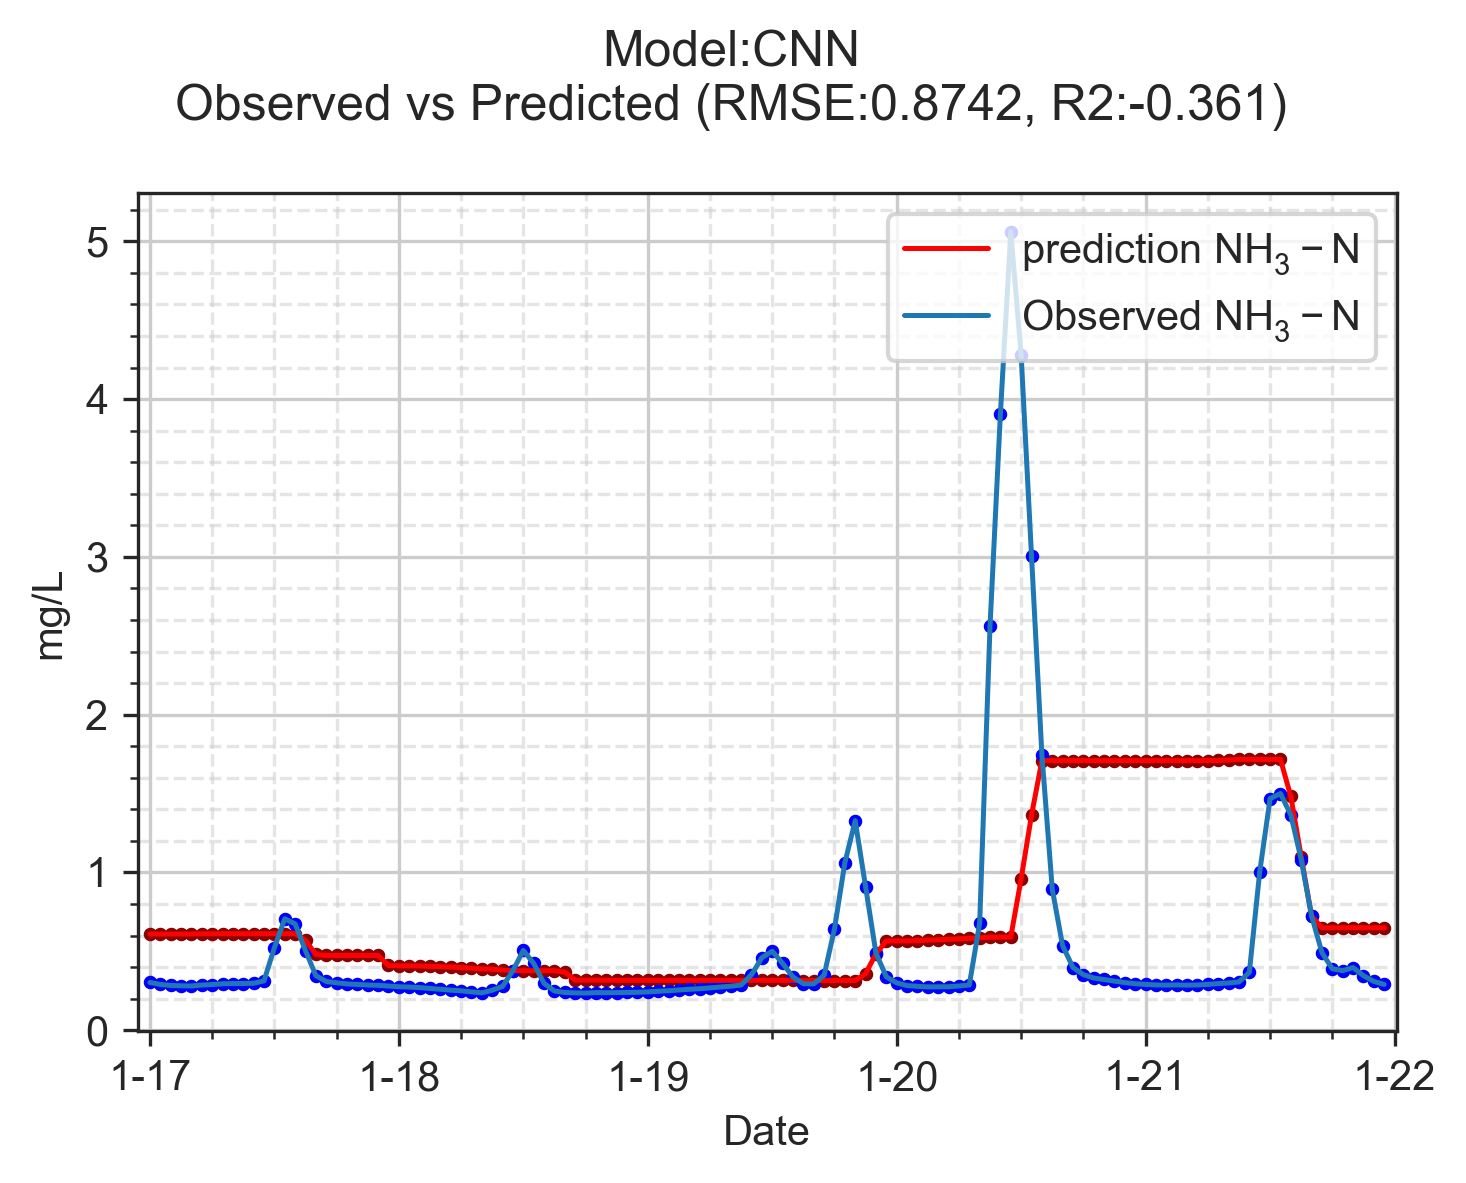 Model:CNN
Observed vs Predicted (RMSE:0.8742, R2:-0.361)
prediction NH₃ − N
Observed NH₃ − N
5
4
3
2
1
0
mg/L
1-17 1-18 1-19 1-20 1-21 1-22
Date